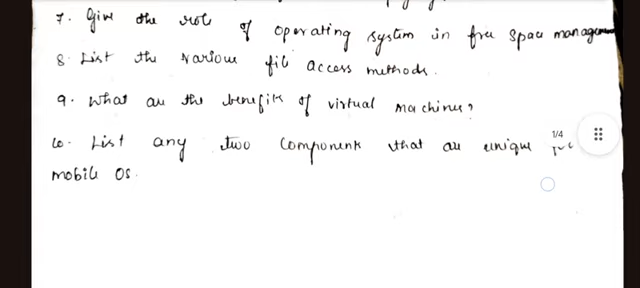 7. Give the role of operating system in free space management
8. List the various file access methods.
9. What are the benefits of virtual machines?
10. List any two components that are unique for
mobile OS.
1/4